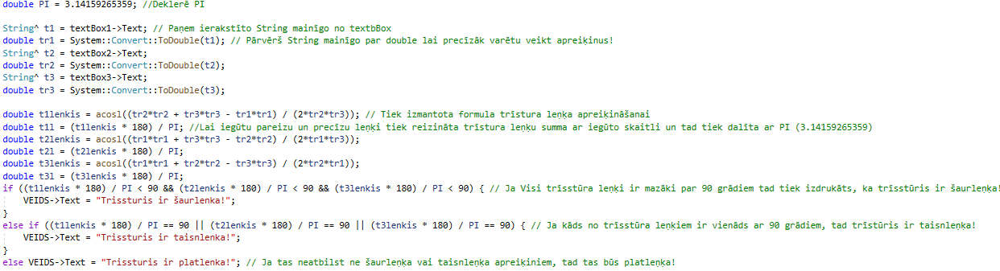 double PI = 3.14159265359; //Deklerē PI
String^ t1 = textBox1->Text; // Paņem ierakstīto String mainīgo no textbBox
double tr1 = System::Convert::ToDouble(t1); // Pārvērš String mainīgo par double lai precīzāk varētu veikt apreiķinus!
String^ t2 = textBox2->Text;
double tr2 = System::Convert::ToDouble(t2);
String^ t3 = textBox3->Text;
double tr3 = System::Convert::ToDouble(t3);
double t1lenkis = acosl((tr2*tr2 + tr3*tr3 - tr1*tr1) / (2*tr2*tr3)); // Tiek izmantota formula trīstura leņķa apreiķināšanai
double t1l = (t1lenkis * 180) / PI; //Lai iegūtu pareizu un precīzu leņķi tiek reizināta trīstura leņķu summa ar iegūto skaitli un tad tiek dalīta ar PI (3.14159265359)
double t2lenkis = acosl((tr1*tr1 + tr3*tr3 - tr2*tr2) / (2*tr1*tr3));
double t2l = (t2lenkis * 180) / PI;
double t3lenkis = acosl((tr1*tr1 + tr2*tr2 - tr3*tr3) / (2*tr2*tr1));
double t3l = (t3lenkis * 180) / PI;
if ((t1lenkis * 180) / PI < 90 && (t2lenkis * 180) / PI < 90 && (t3lenkis * 180) / PI < 90) { // Ja Visi trīsstūra leņķi ir mazāki par 90 grādiem tad tiek izdrukāts, ka trīsstūris ir šaurleņķa!
VEIDS->Text = "Trissturis ir šaurlenka!";
}
else if ((t1lenkis * 180) / PI == 90 || (t2lenkis * 180) / PI == 90 || (t3lenkis * 180) / PI == 90) { // Ja kāds no trīsstūra leņķiem ir vienāds ar 90 grādiem, tad trīstūris ir taisnleņķa!
VEIDS->Text = "Trissturis ir taisnlenka!";
}
else VEIDS->Text = "Trissturis ir platlenka!"; // Ja tas neatbilst ne šaurleņķa vai taisnleņķa apreiķiniem, tad tas būs platleņķa!